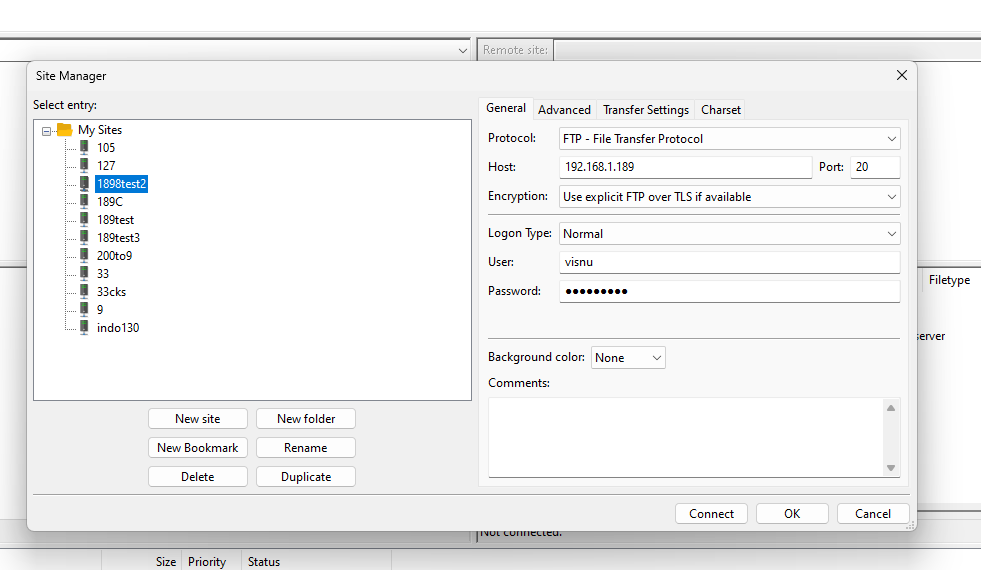 Remote site:
Site Manager
Select entry:
My Sites
105
127
1898test2
189C
189test
189test3
200to9
33
33cks
9
indo130
New site New folder
New Bookmark Rename
Delete Duplicate
General Advanced Transfer Settings Charset
Protocol: FTP - File Transfer Protocol
Host: 192.168.1.189 Port: 20
Encryption: Use explicit FTP over TLS if available
Logon Type: Normal
User: visnu
Password: ●●●●●●●●●
Background color: None
Comments:
Connect OK Cancel
Filetype
server
Not connected.
Size Priority Status